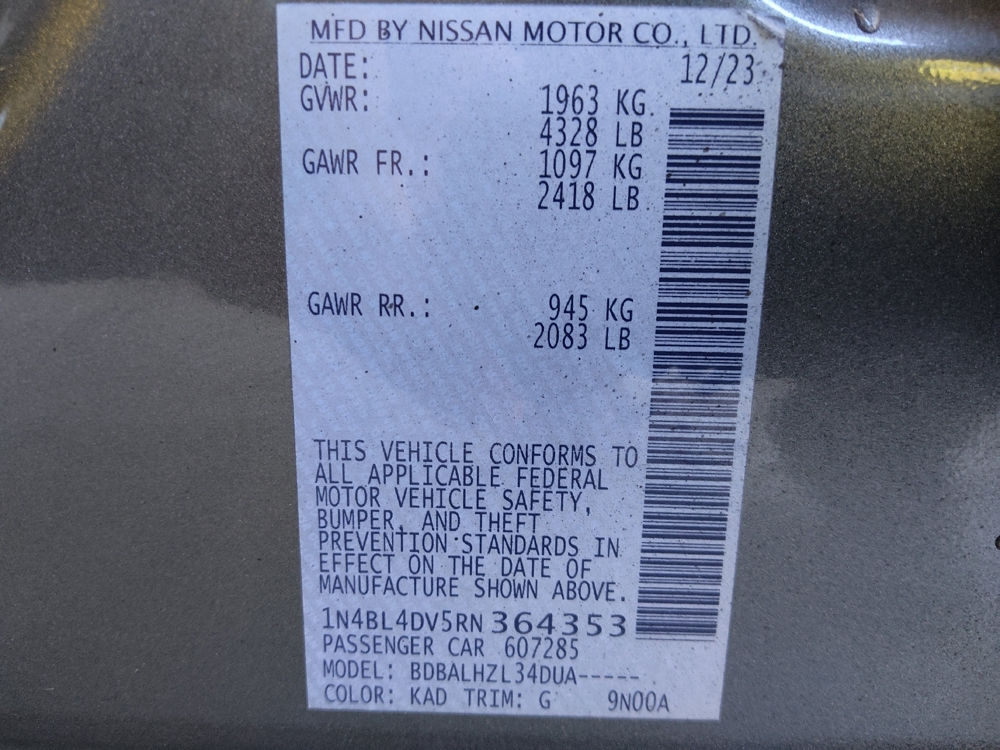 MFD BY NISSAN MOTOR CO., LTD.
DATE: 12/23
GVWR: 1963 KG
4328 LB
GAWR FR.: 1097 KG
2418 LB
GAWR RR.: 945 KG
2083 LB
THIS VEHICLE CONFORMS TO
ALL APPLICABLE FEDERAL
MOTOR VEHICLE SAFETY,
BUMPER, AND THEFT
PREVENTION STANDARDS IN
EFFECT ON THE DATE OF
MANUFACTURE SHOWN ABOVE.
1N4BL4DV5RN 364353
PASSENGER CAR 607285
MODEL: BDBALHZL34DUA-----
COLOR: KAD TRIM: G 9N00A